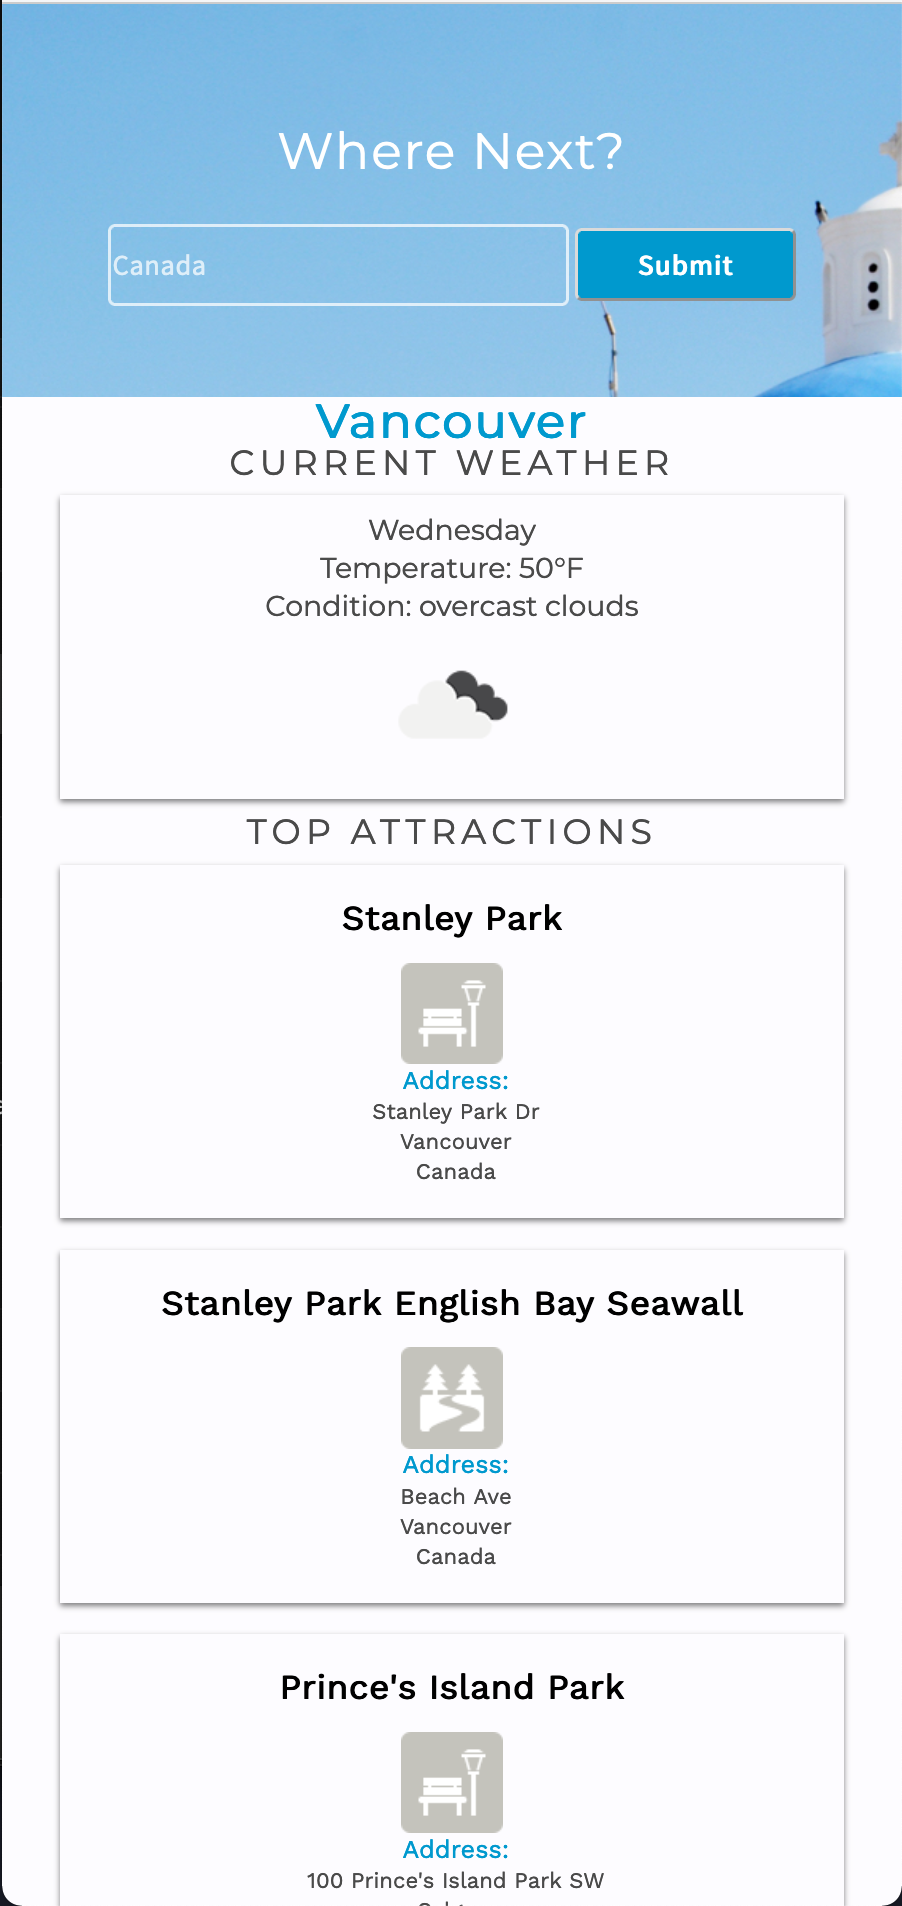 Where Next?
Canada
Submit
Vancouver
CURRENT WEATHER
Wednesday
Temperature: 50°F
Condition: overcast clouds
TOP ATTRACTIONS
Stanley Park
Address:
Stanley Park Dr
Vancouver
Canada
Stanley Park English Bay Seawall
Address:
Beach Ave
Vancouver
Canada
Prince's Island Park
Address:
100 Prince's Island Park SW